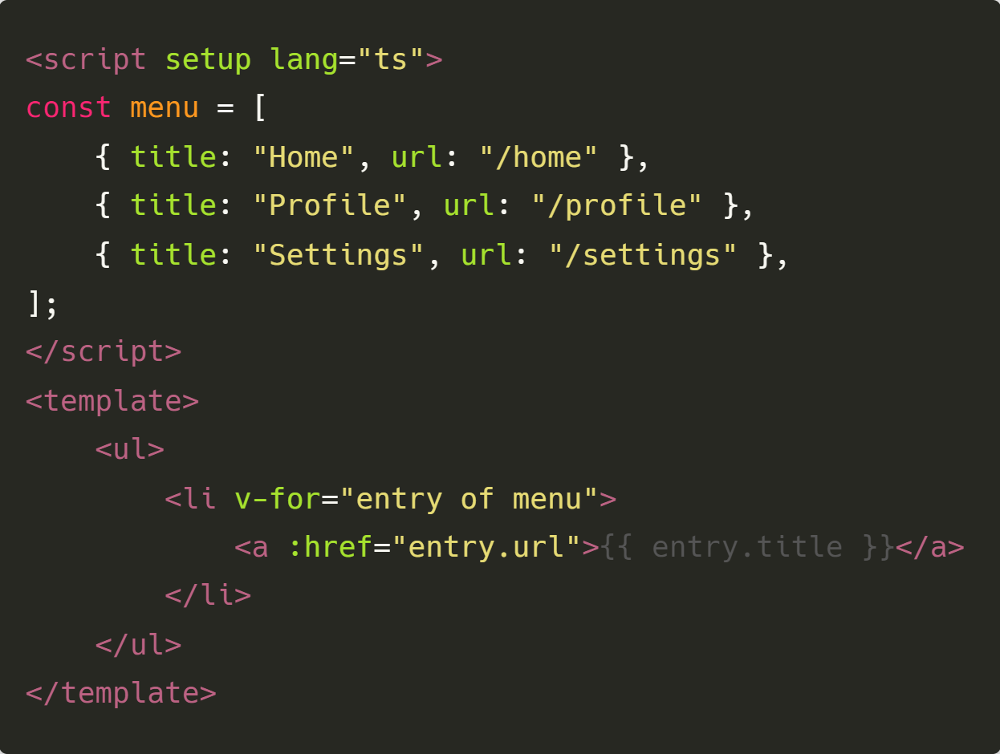 <script setup lang="ts">
const menu = [
    { title: "Home", url: "/home" },
    { title: "Profile", url: "/profile" },
    { title: "Settings", url: "/settings" },
];
</script>
<template>
    <ul>
        <li v-for="entry of menu">
            <a :href="entry.url">{{ entry.title }}</a>
        </li>
    </ul>
</template>